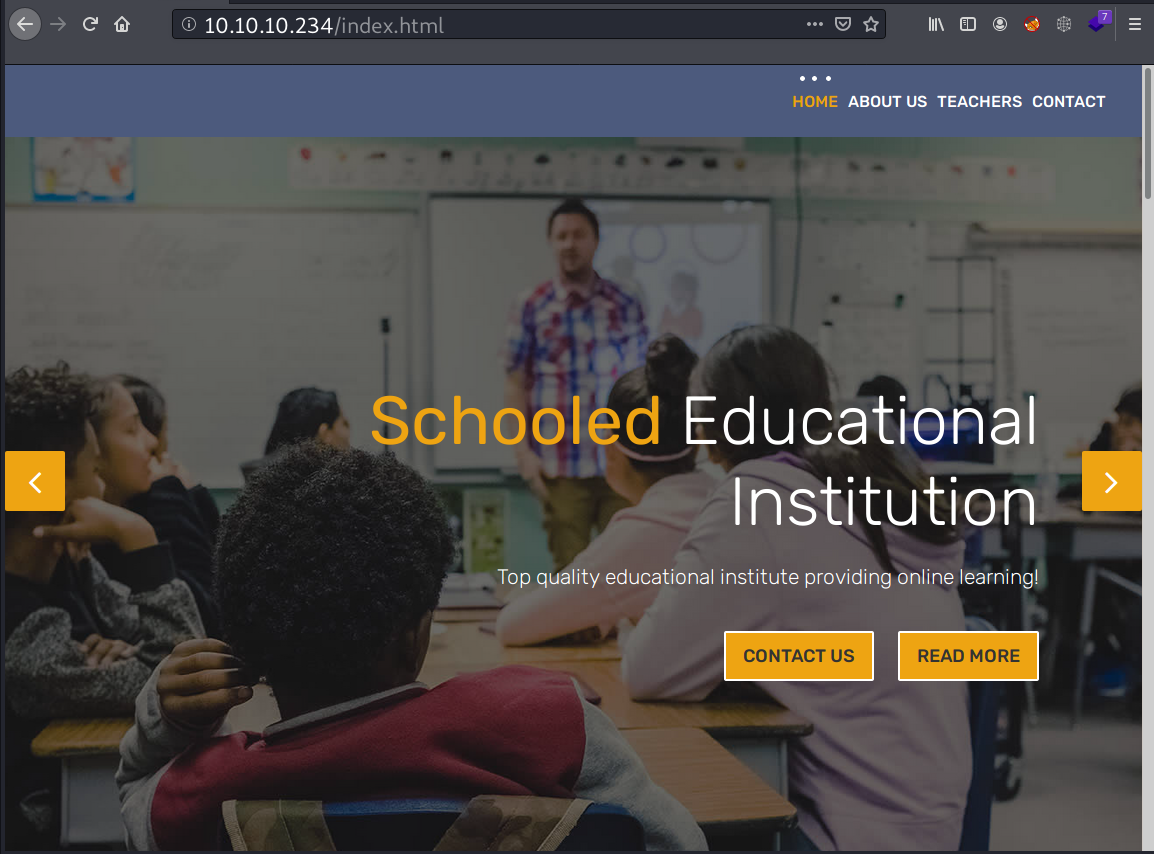 10.10.10.234/index.html
7
HOME ABOUT US TEACHERS CONTACT
Schooled Educational
Institution
Top quality educational institute providing online learning!
CONTACT US READ MORE